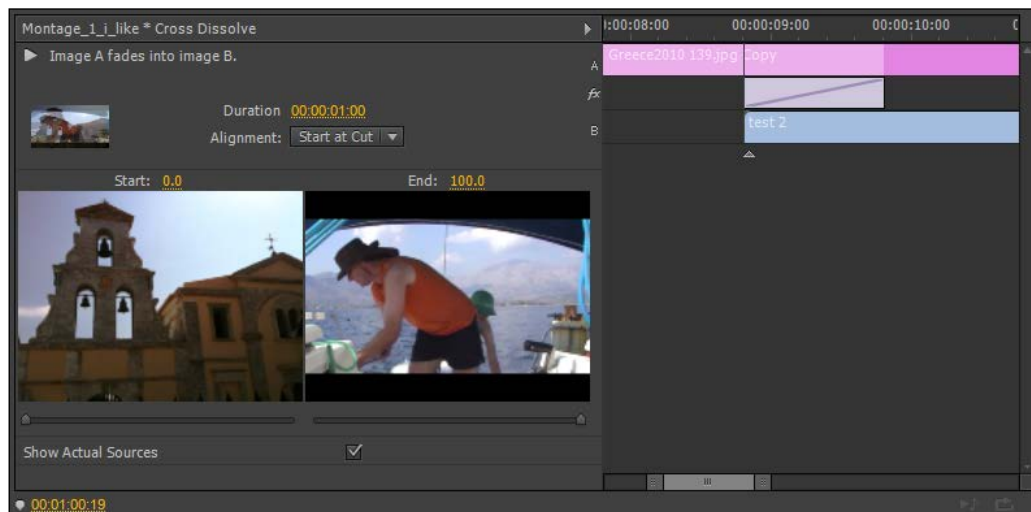 Montage_1_i_like * Cross Dissolve
Image A fades into image B.
Duration 00:00:01:00
Alignment: Start at Cut
Start: 0.0
End: 100.0
Show Actual Sources
00:01:00:19
):00:08:00 00:00:09:00 00:00:10:00
A Greece2010 139.jpg Copy
fx
B test 2